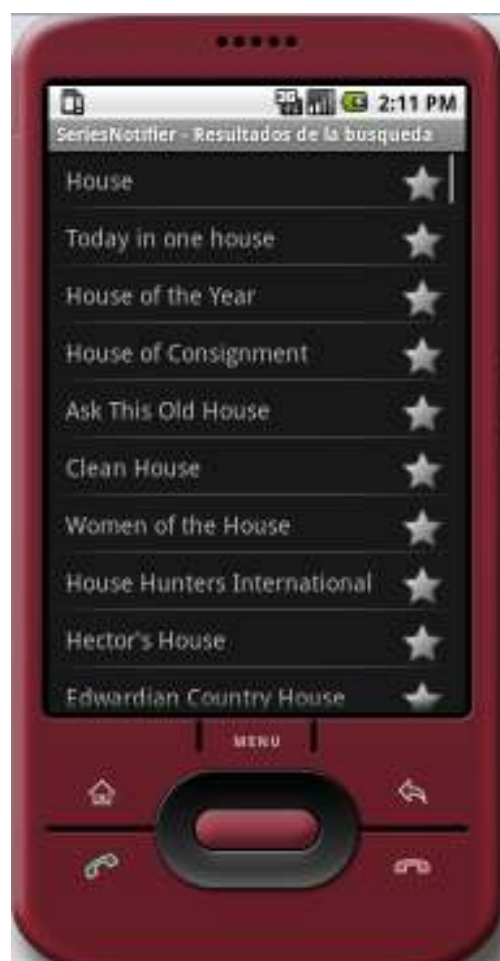 3G 2:11 PM
SeriesNotifier - Resultados de la busqueda
House
Today in one house
House of the Year
House of Consignment
Ask This Old House
Clean House
Women of the House
House Hunters International
Hector's House
Edwardian Country House
MENU